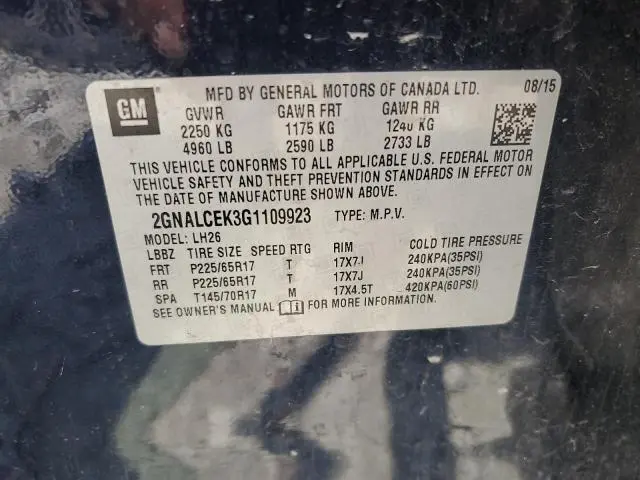 MFD BY GENERAL MOTORS OF CANADA LTD. 08/15
GM
GVWR GAWR FRT GAWR RR
2250 KG 1175 KG 1240 KG
4960 LB 2590 LB 2733 LB
THIS VEHICLE CONFORMS TO ALL APPLICABLE U.S. FEDERAL MOTOR
VEHICLE SAFETY AND THEFT PREVENTION STANDARDS IN EFFECT ON
THE DATE OF MANUFACTURE SHOWN ABOVE.
2GNALCEK3G1109923 TYPE: M.P.V.
MODEL: LH26
LBBZ TIRE SIZE SPEED RTG RIM COLD TIRE PRESSURE
FRT P225/65R17 T 17X7J 240KPA(35PSI)
RR P225/65R17 T 17X7J 240KPA(35PSI)
SPA T145/70R17 M 17X4.5T 420KPA(60PSI)
SEE OWNER'S MANUAL FOR MORE INFORMATION.